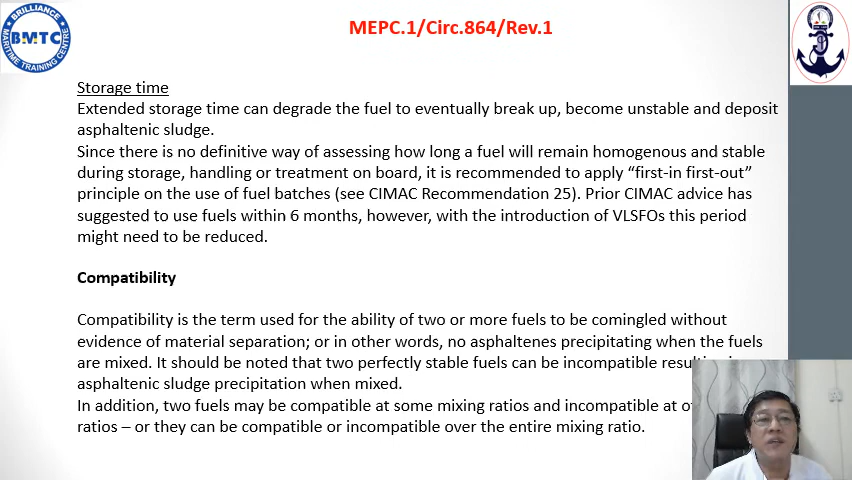 BRILLIANCE
BMTC
MARITIME TRAINING CENTRE
MEPC.1/Circ.864/Rev.1
Storage time
Extended storage time can degrade the fuel to eventually break up, become unstable and deposit
asphaltenic sludge.
Since there is no definitive way of assessing how long a fuel will remain homogenous and stable
during storage, handling or treatment on board, it is recommended to apply “first-in first-out”
principle on the use of fuel batches (see CIMAC Recommendation 25). Prior CIMAC advice has
suggested to use fuels within 6 months, however, with the introduction of VLSFOs this period
might need to be reduced.
Compatibility
Compatibility is the term used for the ability of two or more fuels to be comingled without
evidence of material separation; or in other words, no asphaltenes precipitating when the fuels
are mixed. It should be noted that two perfectly stable fuels can be incompatible
asphaltenic sludge precipitation when mixed.
In addition, two fuels may be compatible at some mixing ratios and incompatible at
ratios – or they can be compatible or incompatible over the entire mixing ratio.